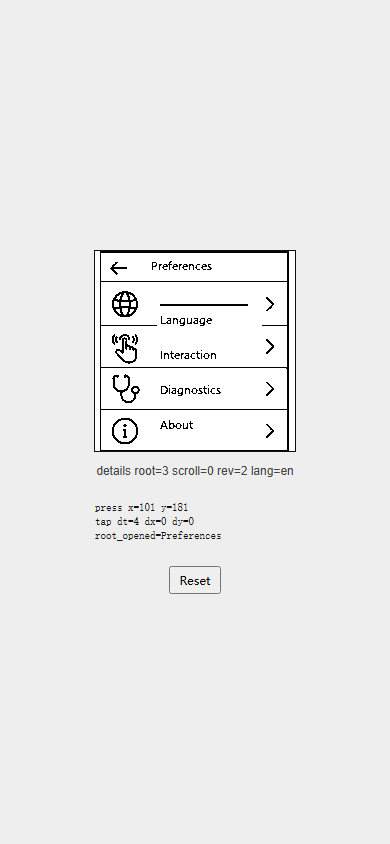 Preferences
Language
Interaction
Diagnostics
About
details root=3 scroll=0 rev=2 lang=en
press x=101 y=181
tap dt=4 dx=0 dy=0
root_opened=Preferences
Reset